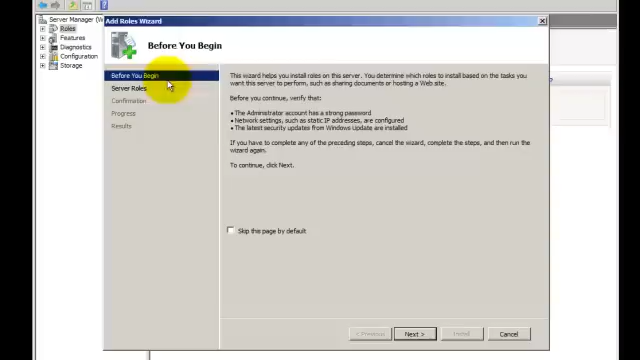 Server Manager (W
Roles
Features
Diagnostics
Configuration
Storage
Add Roles Wizard
Before You Begin
Before You Begin
Server Roles
Confirmation
Progress
Results
This wizard helps you install roles on this server. You determine which roles to install based on the tasks you
want this server to perform, such as sharing documents or hosting a Web site.
Before you continue, verify that:
• The Administrator account has a strong password
• Network settings, such as static IP addresses, are configured
• The latest security updates from Windows Update are installed
If you have to complete any of the preceding steps, cancel the wizard, complete the steps, and then run the
wizard again.
To continue, click Next.
Skip this page by default
< Previous
Next >
Install
Cancel